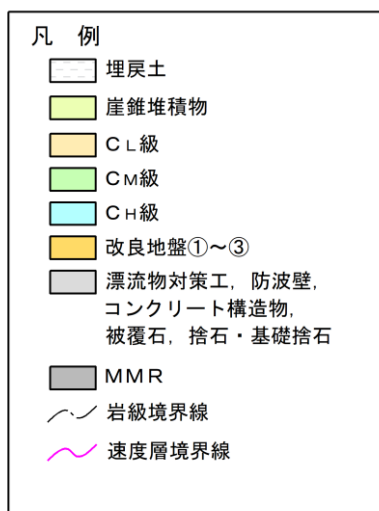 凡 例
埋戻土
崖錐堆積物
CL級
CM級
CH級
改良地盤①～③
漂流物対策工，防波壁，
コンクリート構造物，
被覆石，捨石・基礎捨石
MMR
岩級境界線
速度層境界線